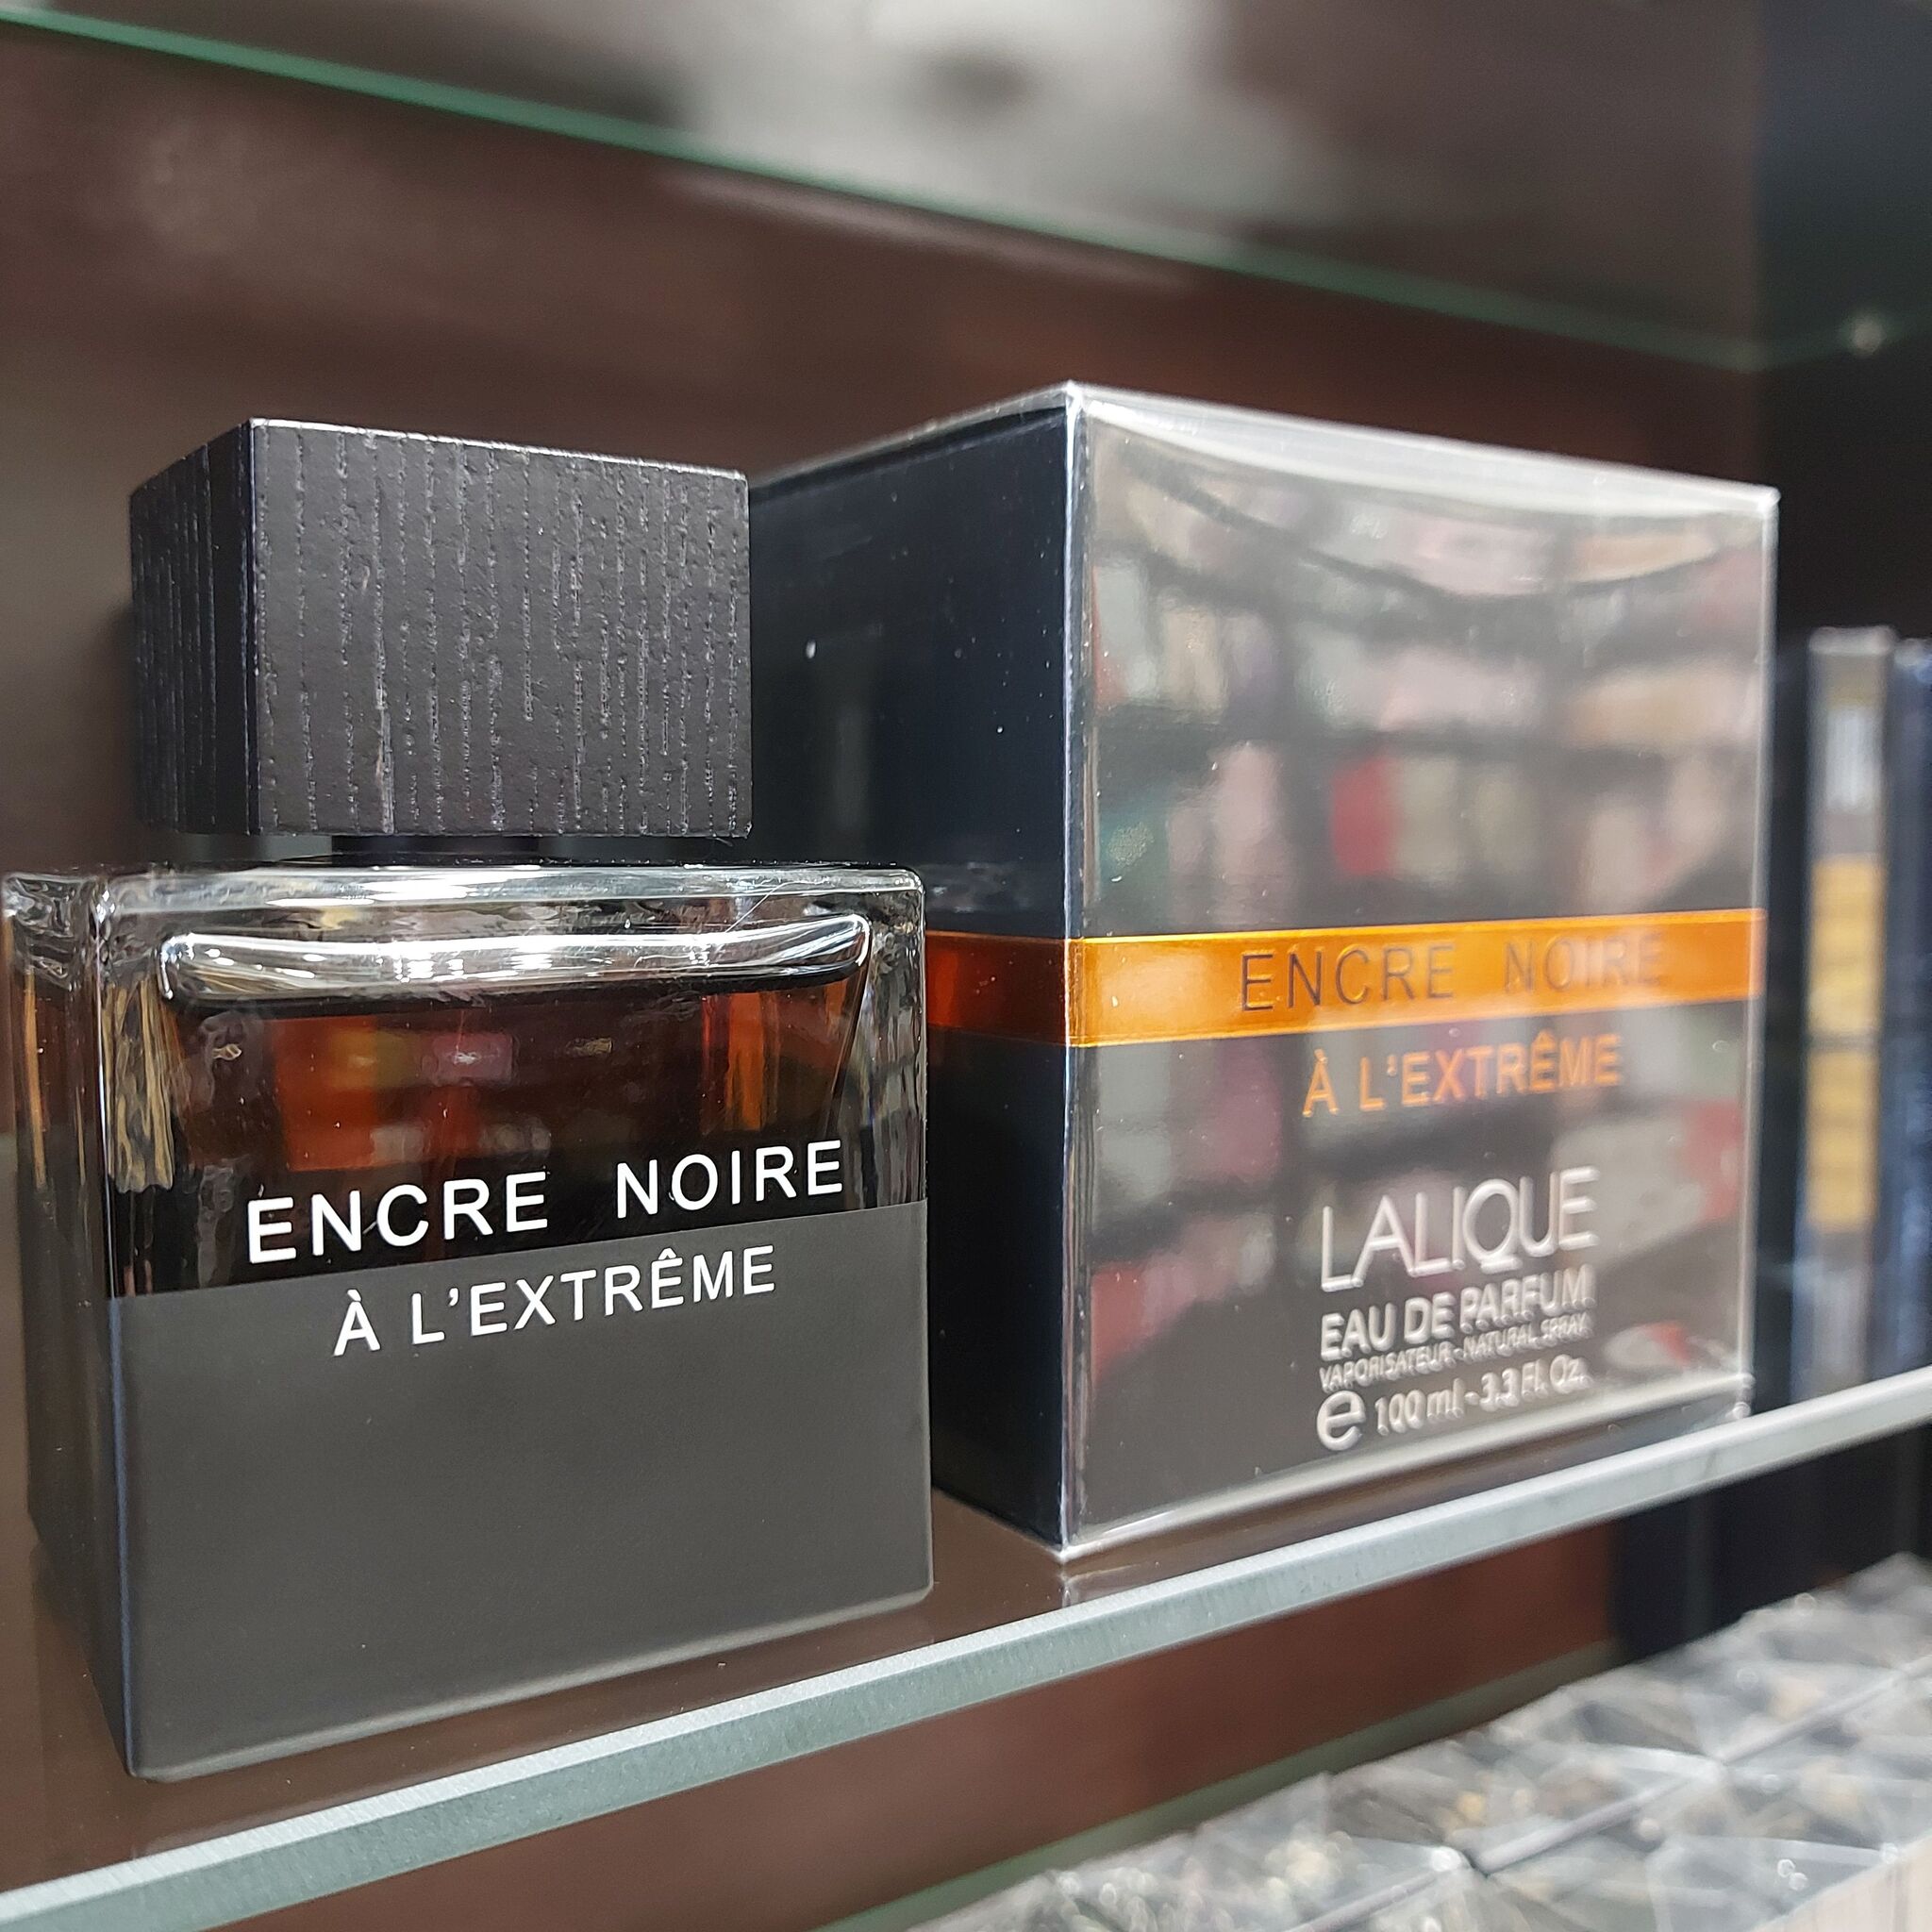 ENCRE NOIRE
À L'EXTRÊME
ENCRE NOIRE
À L'EXTRÊME
LALIQUE
EAU DE PARFUM
VAPORISATEUR - NATURAL SPRAY
e 100 ml - 3.3 Fl. Oz.